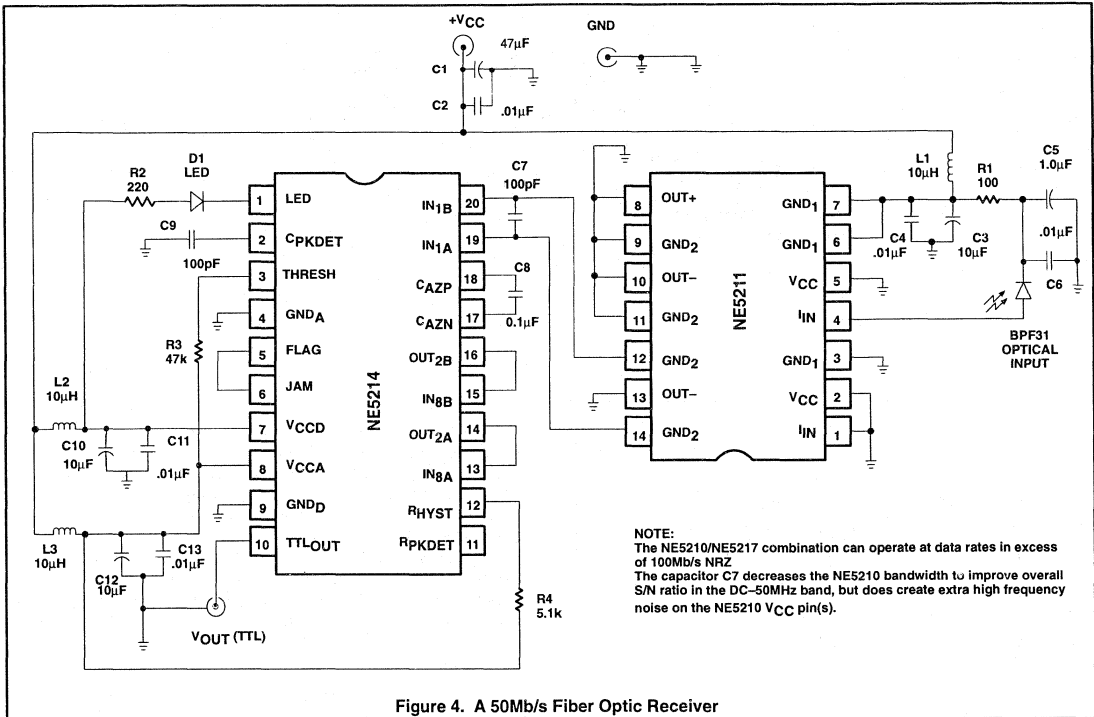 +VCC
GND
47µF
C1
C2
.01µF
D1
LED
R2
220
C9
100pF
R3
47k
L2
10µH
C10
10µF
C11
.01µF
L3
10µH
C12
10µF
C13
.01µF
VOUT (TTL)
1 LED
2 CPKDET
3 THRESH
4 GNDA
5 FLAG
6 JAM
7 VCCD
8 VCCA
9 GNDD
10 TTLOUT
NE5214
IN1B 20
IN1A 19
CAZP 18
CAZN 17
OUT2B 16
IN8B 15
OUT2A 14
IN8A 13
RHYST 12
RPKDET 11
C7
100pF
C8
0.1µF
R4
5.1k
8 OUT+
9 GND2
10 OUT–
11 GND2
12 GND2
13 OUT–
14 GND2
NE5211
GND1 7
GND1 6
VCC 5
IIN 4
GND1 3
VCC 2
IIN 1
L1
10µH
R1
100
C5
1.0µF
.01µF
C4
.01µF
C3
10µF
C6
BPF31
OPTICAL
INPUT
NOTE:
The NE5210/NE5217 combination can operate at data rates in excess
of 100Mb/s NRZ
The capacitor C7 decreases the NE5210 bandwidth to improve overall
S/N ratio in the DC–50MHz band, but does create extra high frequency
noise on the NE5210 VCC pin(s).
Figure 4. A 50Mb/s Fiber Optic Receiver